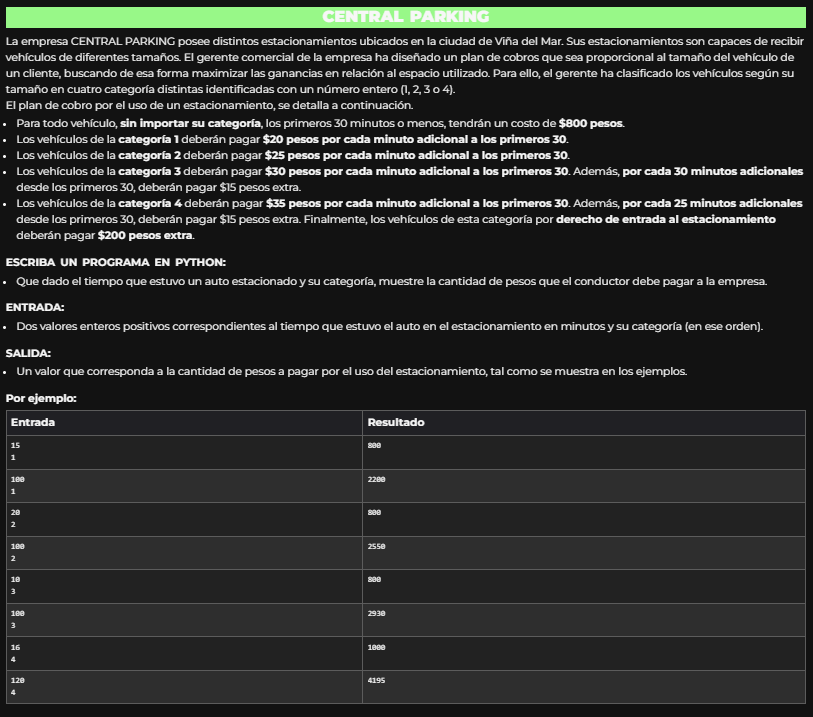 CENTRAL PARKING
La empresa CENTRAL PARKING posee distintos estacionamientos ubicados en la ciudad de Viña del Mar. Sus estacionamientos son capaces de recibir
vehículos de diferentes tamaños. El gerente comercial de la empresa ha diseñado un plan de cobros que sea proporcional al tamaño del vehículo de
un cliente, buscando de esa forma maximizar las ganancias en relación al espacio utilizado. Para ello, el gerente ha clasificado los vehículos según su
tamaño en cuatro categoría distintas identificadas con un número entero (1, 2, 3 o 4).
El plan de cobro por el uso de un estacionamiento, se detalla a continuación.
• Para todo vehículo, sin importar su categoría, los primeros 30 minutos o menos, tendrán un costo de $800 pesos.
• Los vehículos de la categoría 1 deberán pagar $20 pesos por cada minuto adicional a los primeros 30.
• Los vehículos de la categoría 2 deberán pagar $25 pesos por cada minuto adicional a los primeros 30.
• Los vehículos de la categoría 3 deberán pagar $30 pesos por cada minuto adicional a los primeros 30. Además, por cada 30 minutos adicionales
desde los primeros 30, deberán pagar $15 pesos extra.
• Los vehículos de la categoría 4 deberán pagar $35 pesos por cada minuto adicional a los primeros 30. Además, por cada 25 minutos adicionales
desde los primeros 30, deberán pagar $15 pesos extra. Finalmente, los vehículos de esta categoría por derecho de entrada al estacionamiento
deberán pagar $200 pesos extra.
ESCRIBA UN PROGRAMA EN PYTHON:
• Que dado el tiempo que estuvo un auto estacionado y su categoría, muestre la cantidad de pesos que el conductor debe pagar a la empresa.
ENTRADA:
• Dos valores enteros positivos correspondientes al tiempo que estuvo el auto en el estacionamiento en minutos y su categoría (en ese orden).
SALIDA:
• Un valor que corresponda a la cantidad de pesos a pagar por el uso del estacionamiento, tal como se muestra en los ejemplos.
Por ejemplo:
Entrada Resultado
15 800
1
100 2200
1
20 800
2
100 2550
2
10 800
3
100 2930
3
16 1000
4
120 4195
4